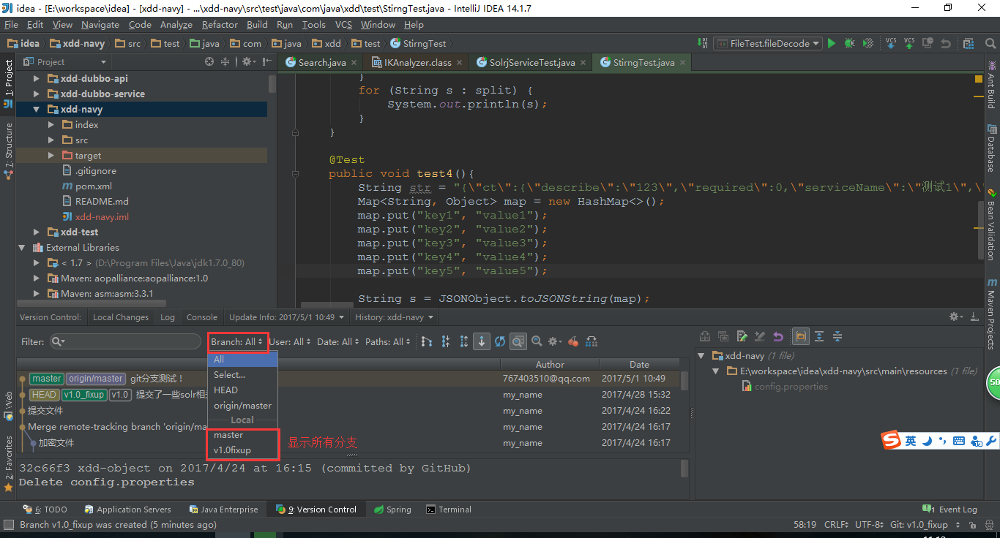 idea - [E:\workspace\idea] - [xdd-navy] - ...\xdd-navy\src\test\java\com\java\xdd\test\StirngTest.java - IntelliJ IDEA 14.1.7
File Edit View Navigate Code Analyze Refactor Build Run Tools VCS Window Help
idea xdd-navy src test java com java xdd test StirngTest FileTest.fileDecode VCS VCS
Project
Search.java IKAnalyzer.class SolrjServiceTest.java StirngTest.java
1: Project
7: Structure
Web
2: Favorites
xdd-dubbo-api
xdd-dubbo-service
xdd-navy
index
src
target
.gitignore
pom.xml
README.md
xdd-navy.iml
xdd-test
External Libraries
< 1.7 > (D:\Program Files\Java\jdk1.7.0_80)
Maven: aopalliance:aopalliance:1.0
Maven: asm:asm:3.3.1
}
for (String s : split) {
System.out.println(s);
}
}
@Test
public void test4(){
String str = "{\"ct\":{\"describe\":\"123\",\"required\":0,\"serviceName\":\"测试1\",\"
Map<String, Object> map = new HashMap<>();
map.put("key1", "value1");
map.put("key2", "value2");
map.put("key3", "value3");
map.put("key4", "value4");
map.put("key5", "value5");
String s = JSONObject.toJSONString(map);
Ant Build
Database
Bean Validation
Maven Projects
Version Control: Local Changes Log Console Update Info: 2017/5/1 10:49 History: xdd-navy
Filter: Branch: All User: All Date: All Paths: All
All
Select...
HEAD
origin/master
Local
master
v1.0fixup
显示所有分支
Author Date
master origin/master git分支测试！ 767403510@qq.com 2017/5/1 10:49
HEAD v1.0_fixup v1.0 提交了一些solr相 my_name 2017/4/28 15:32
提交文件 my_name 2017/4/24 16:22
Merge remote-tracking branch 'origin/ma my_name 2017/4/24 16:17
加密文件 my_name 2017/4/24 16:17
32c66f3 xdd-object on 2017/4/24 at 16:15 (committed by GitHub)
Delete config.properties
xdd-navy (1 file)
E:\workspace\idea\xdd-navy\src\main\resources (1 file)
config.properties
50
英
6: TODO Application Servers Java Enterprise 9: Version Control Spring Terminal 1 Event Log
Branch v1.0_fixup was created (5 minutes ago) 58:19 CRLF UTF-8 Git: v1.0_fixup